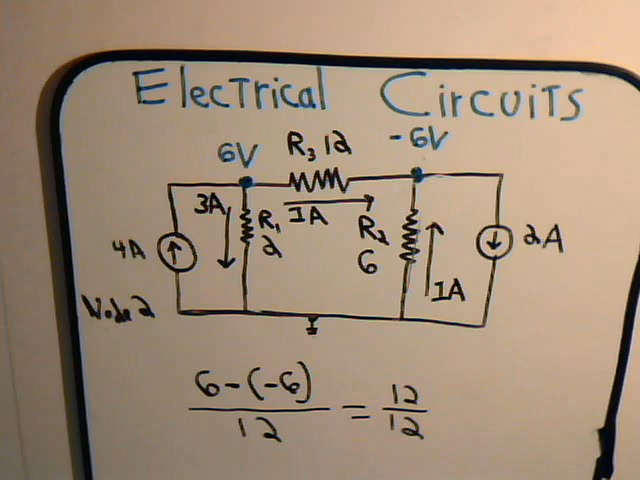 Electrical Circuits
6V R3 12 -6V
3A R1 1A R2 2A
4A 2 6
Node 2 1A
6-(-6) = 12
12 12